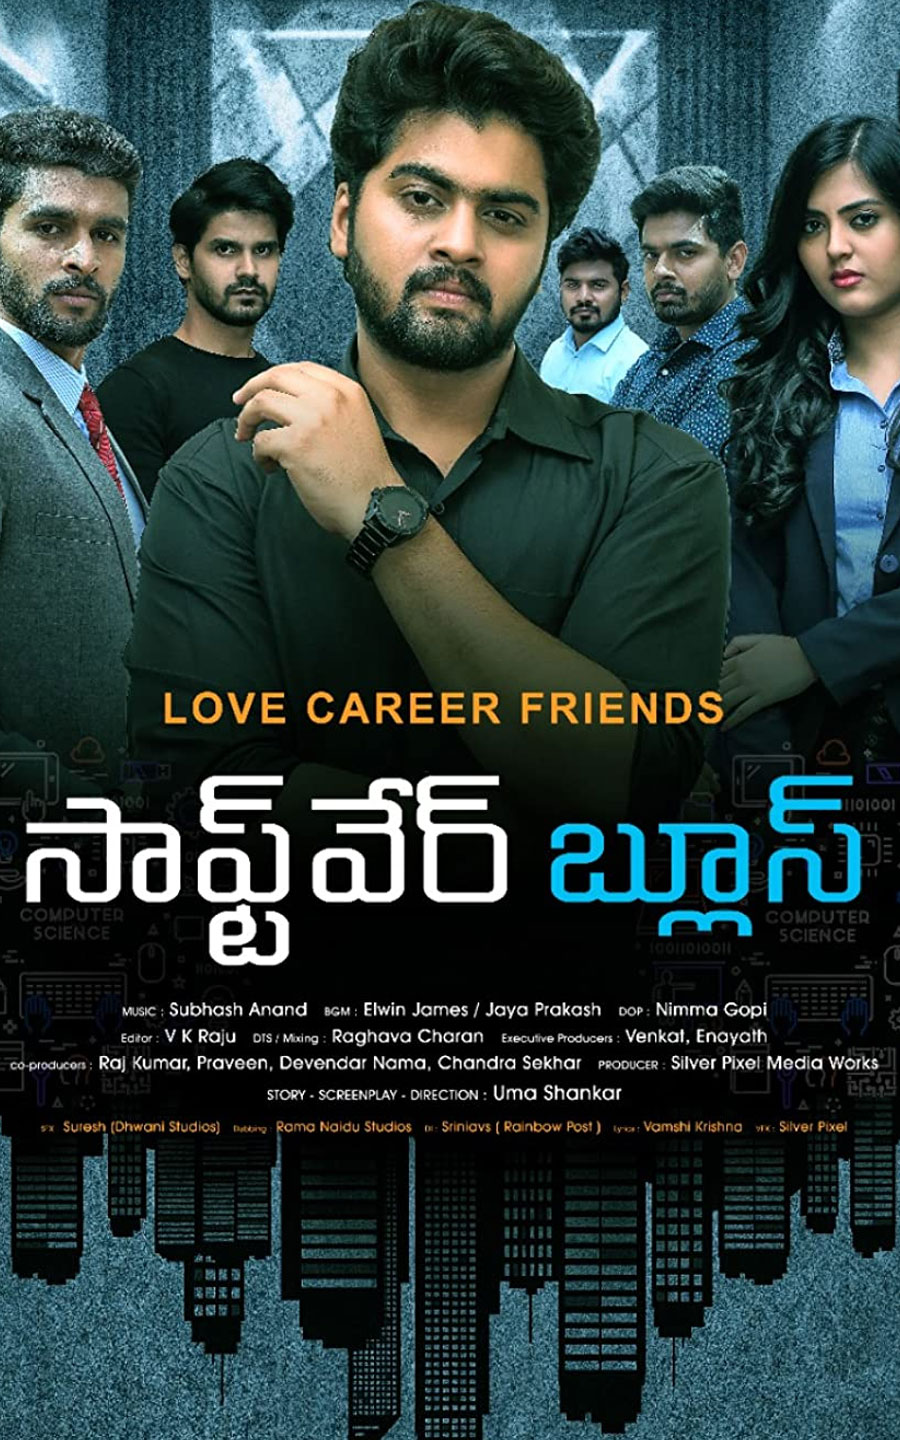 LOVE CAREER FRIENDS
సాఫ్ట్‌వేర్ బ్లూస్
COMPUTER
SCIENCE
COMPUTER
SCIENCE
MUSIC : Subhash Anand BGM : Elwin James / Jaya Prakash DOP : Nimma Gopi
Editor : V K Raju DTS / Mixing : Raghava Charan Executive Producers : Venkat, Enayath
co-producers : Raj Kumar, Praveen, Devendar Nama, Chandra Sekhar PRODUCER : Silver Pixel Media Works
STORY - SCREENPLAY - DIRECTION : Uma Shankar
SFX : Suresh (Dhwani Studios) Dubbing : Rama Naidu Studios DI : Sriniavs ( Rainbow Post ) Lyrics : Vamshi Krishna VFX : Silver Pixel